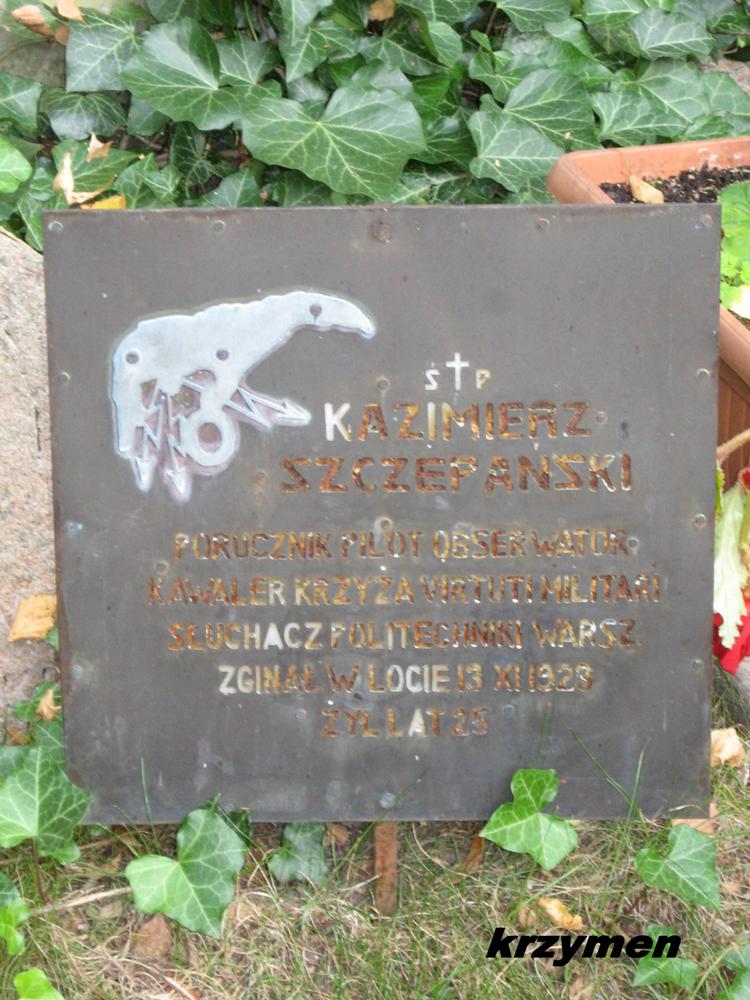 Ś†P
KAZIMIERZ
SZCZEPAŃSKI
PORUCZNIK PILOT OBSERWATOR
KAWALER KRZYŻA VIRTUTI MILITARI
SŁUCHACZ POLITECHNIKI WARSZ
ZGINĄŁ W LOCIE 13 XI 1923
ŻYŁ LAT 25
krzymen